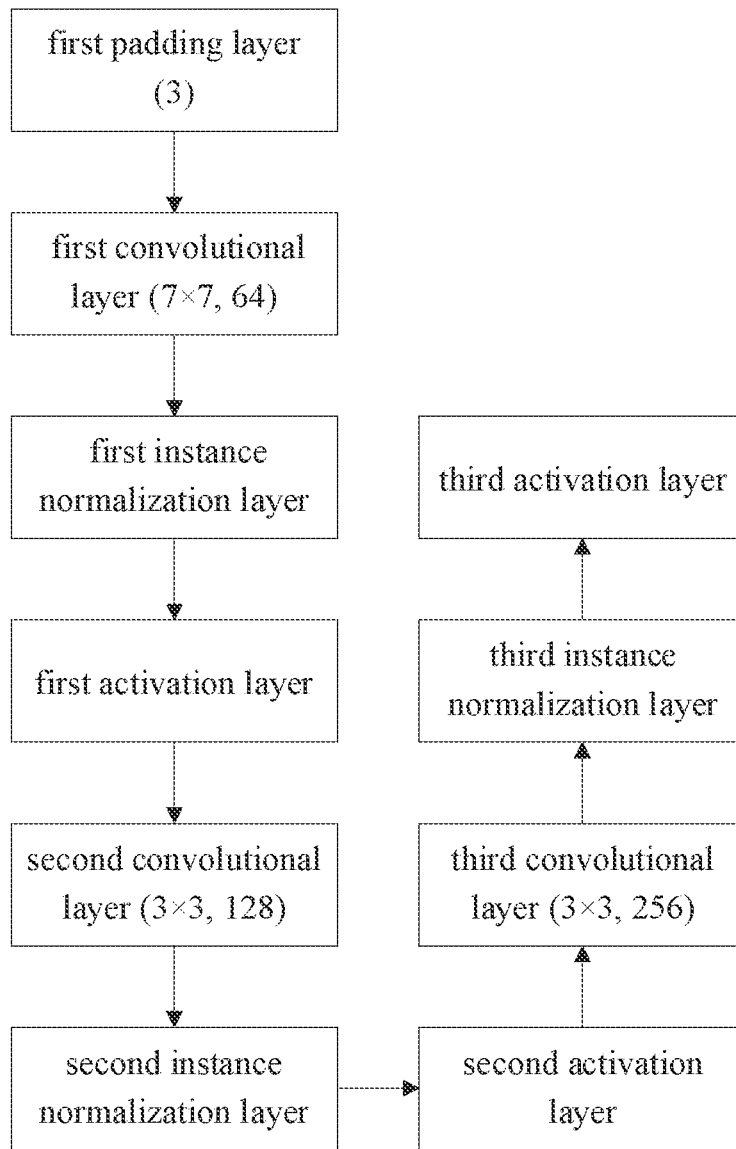 first padding layer
(3)
first convolutional
layer (7×7, 64)
first instance
normalization layer
first activation layer
second convolutional
layer (3×3, 128)
second instance
normalization layer
second activation
layer
third convolutional
layer (3×3, 256)
third instance
normalization layer
third activation layer